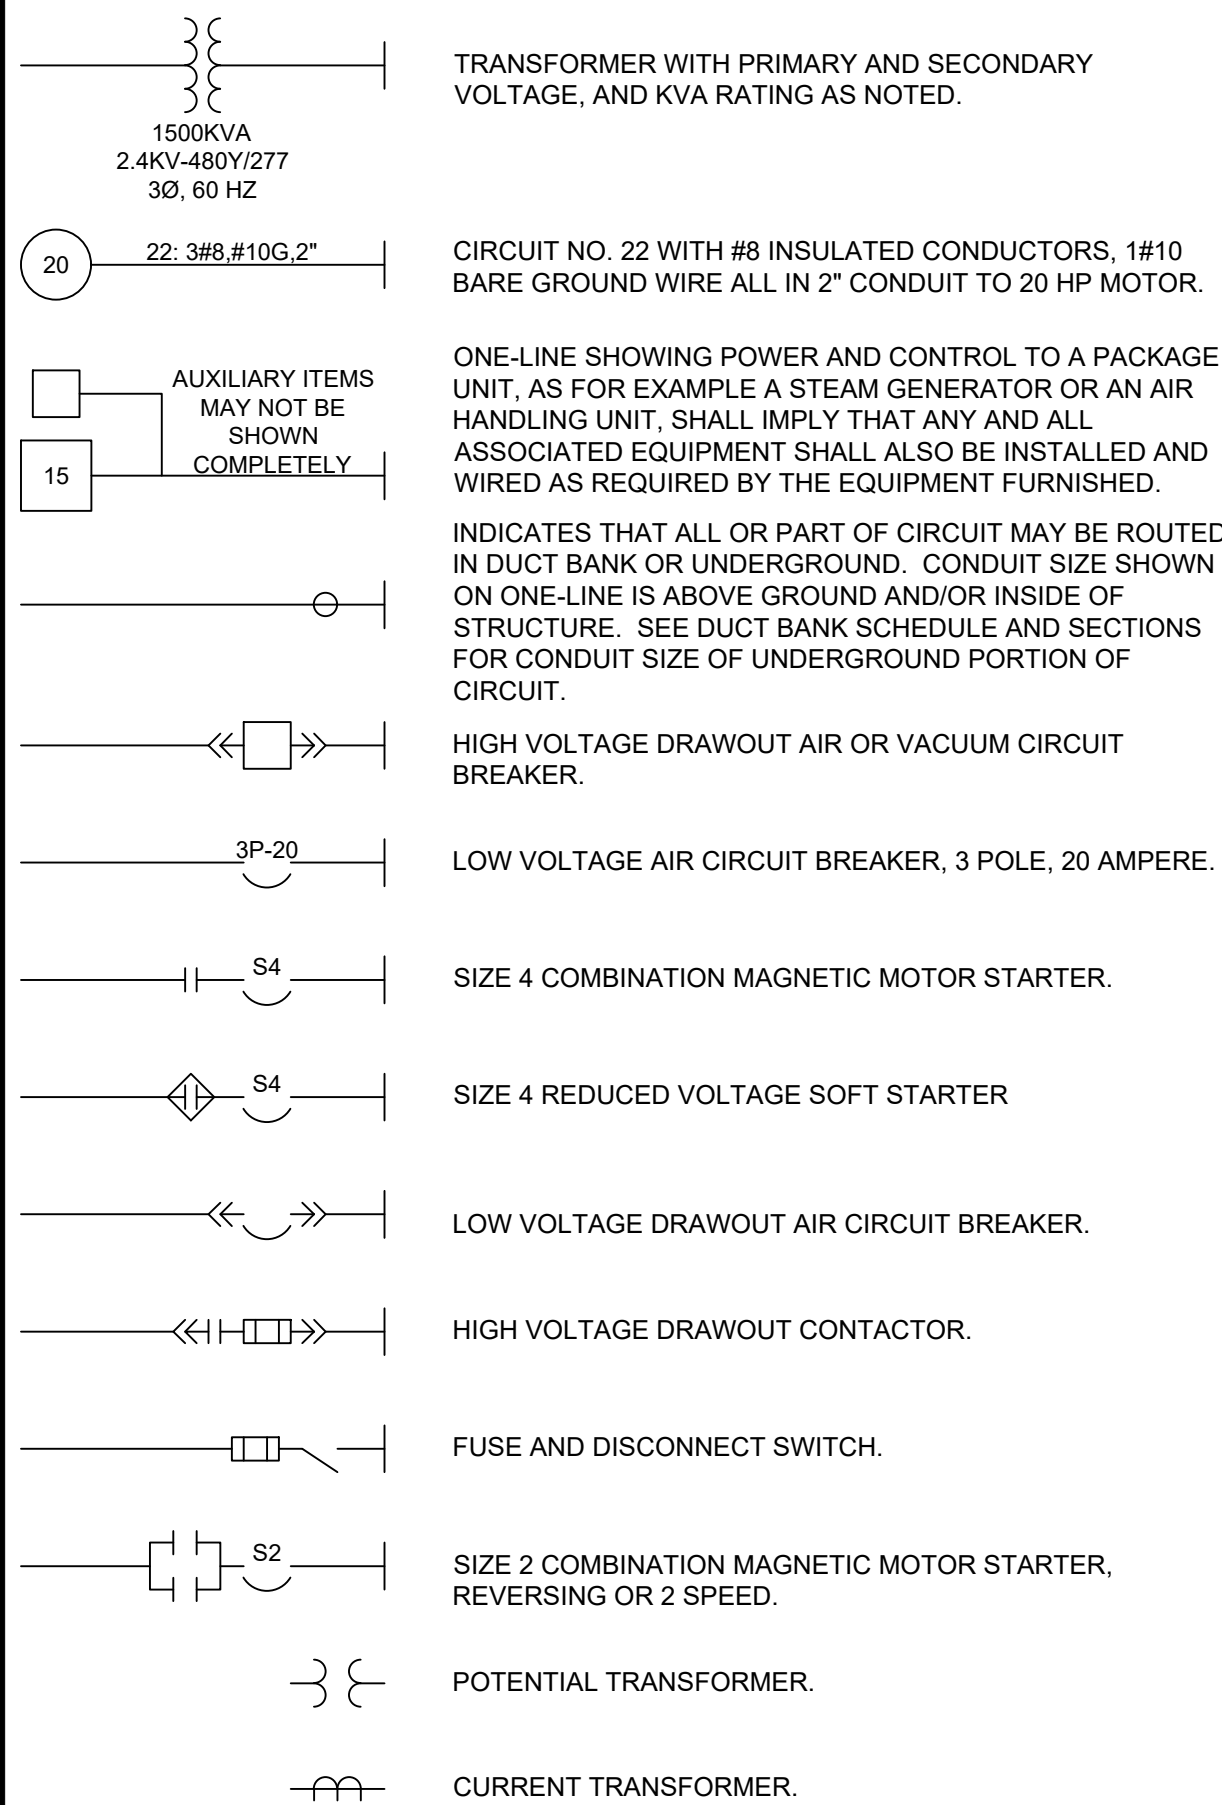 TRANSFORMER WITH PRIMARY AND SECONDARY
VOLTAGE, AND KVA RATING AS NOTED.
1500KVA
2.4KV-480Y/277
3Ø, 60 HZ
20
22: 3#8,#10G,2"
CIRCUIT NO. 22 WITH #8 INSULATED CONDUCTORS, 1#10
BARE GROUND WIRE ALL IN 2" CONDUIT TO 20 HP MOTOR.
15
AUXILIARY ITEMS
MAY NOT BE
SHOWN
COMPLETELY
ONE-LINE SHOWING POWER AND CONTROL TO A PACKAGE
UNIT, AS FOR EXAMPLE A STEAM GENERATOR OR AN AIR
HANDLING UNIT, SHALL IMPLY THAT ANY AND ALL
ASSOCIATED EQUIPMENT SHALL ALSO BE INSTALLED AND
WIRED AS REQUIRED BY THE EQUIPMENT FURNISHED.
INDICATES THAT ALL OR PART OF CIRCUIT MAY BE ROUTED
IN DUCT BANK OR UNDERGROUND.  CONDUIT SIZE SHOWN
ON ONE-LINE IS ABOVE GROUND AND/OR INSIDE OF
STRUCTURE.  SEE DUCT BANK SCHEDULE AND SECTIONS
FOR CONDUIT SIZE OF UNDERGROUND PORTION OF
CIRCUIT.
HIGH VOLTAGE DRAWOUT AIR OR VACUUM CIRCUIT
BREAKER.
3P-20
LOW VOLTAGE AIR CIRCUIT BREAKER, 3 POLE, 20 AMPERE.
S4
SIZE 4 COMBINATION MAGNETIC MOTOR STARTER.
S4
SIZE 4 REDUCED VOLTAGE SOFT STARTER
LOW VOLTAGE DRAWOUT AIR CIRCUIT BREAKER.
HIGH VOLTAGE DRAWOUT CONTACTOR.
FUSE AND DISCONNECT SWITCH.
S2
SIZE 2 COMBINATION MAGNETIC MOTOR STARTER,
REVERSING OR 2 SPEED.
POTENTIAL TRANSFORMER.
CURRENT TRANSFORMER.